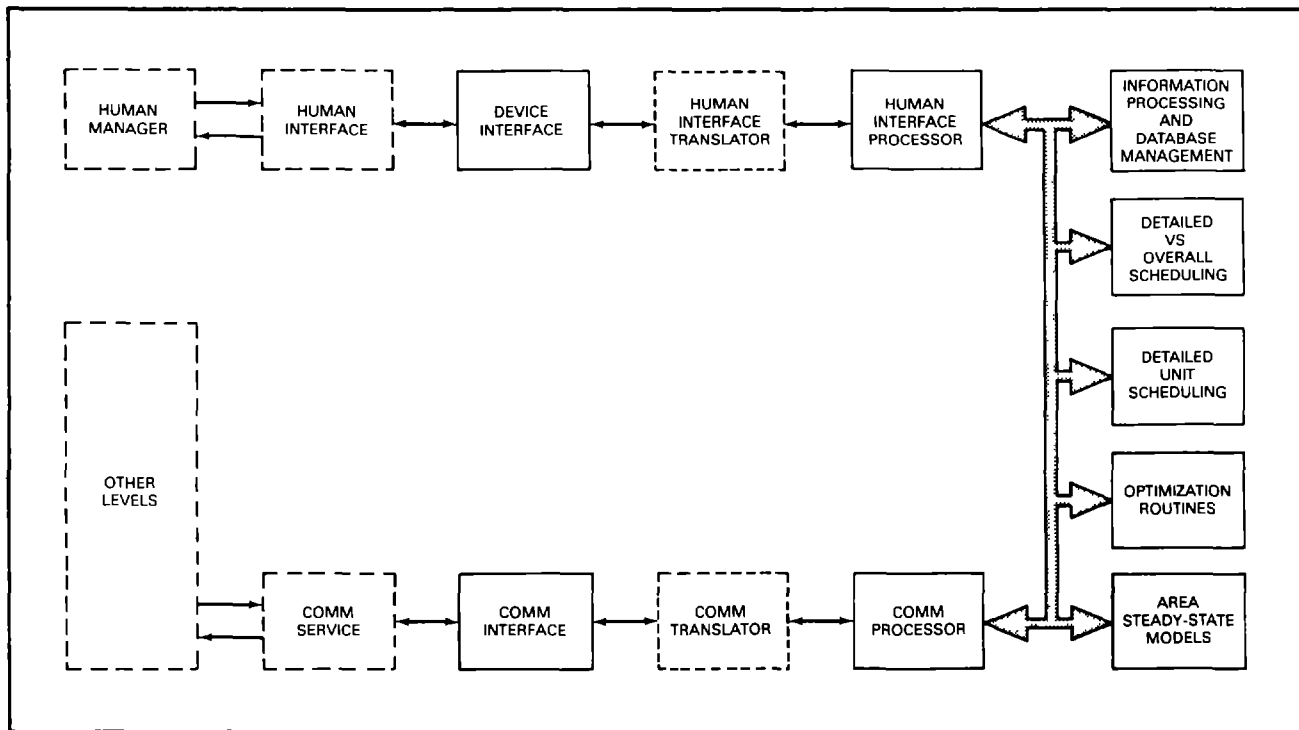 HUMAN
MANAGER
HUMAN
INTERFACE
DEVICE
INTERFACE
HUMAN
INTERFACE
TRANSLATOR
HUMAN
INTERFACE
PROCESSOR
INFORMATION
PROCESSING
AND
DATABASE
MANAGEMENT
DETAILED
VS
OVERALL
SCHEDULING
DETAILED
UNIT
SCHEDULING
OPTIMIZATION
ROUTINES
OTHER
LEVELS
COMM
SERVICE
COMM
INTERFACE
COMM
TRANSLATOR
COMM
PROCESSOR
AREA
STEADY-STATE
MODELS